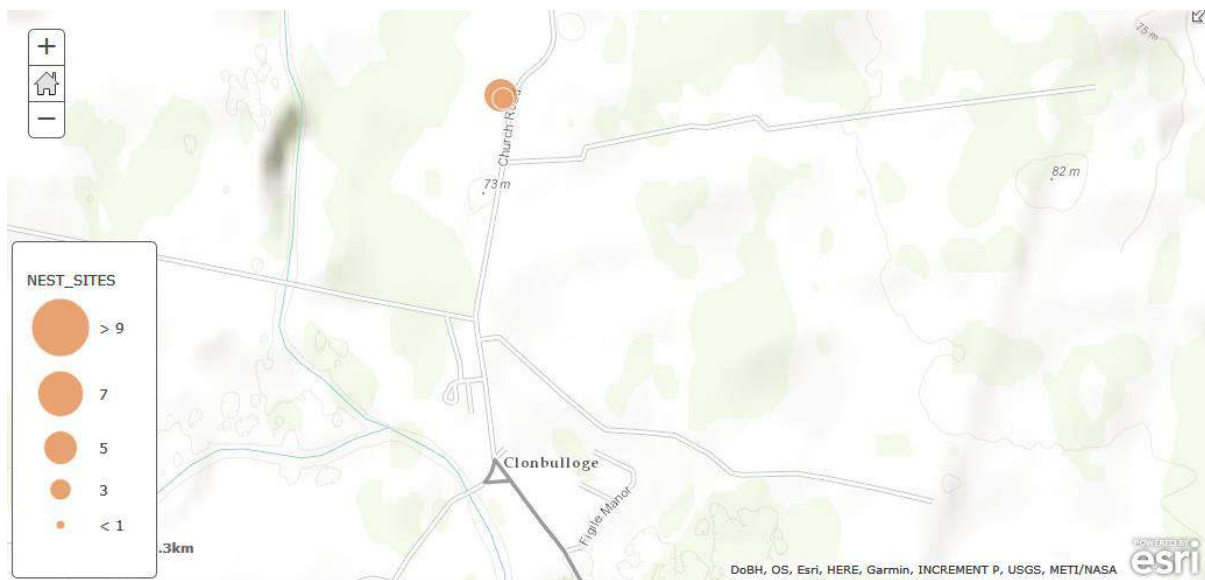 +
−
75 m
Church Road
73 m
82 m
NEST_SITES
> 9
7
5
3
< 1
Clonbulloge
Figile Manor
.3km
DoBH, OS, Esri, HERE, Garmin, INCREMENT P, USGS, METI/NASA
POWERED BY
esri